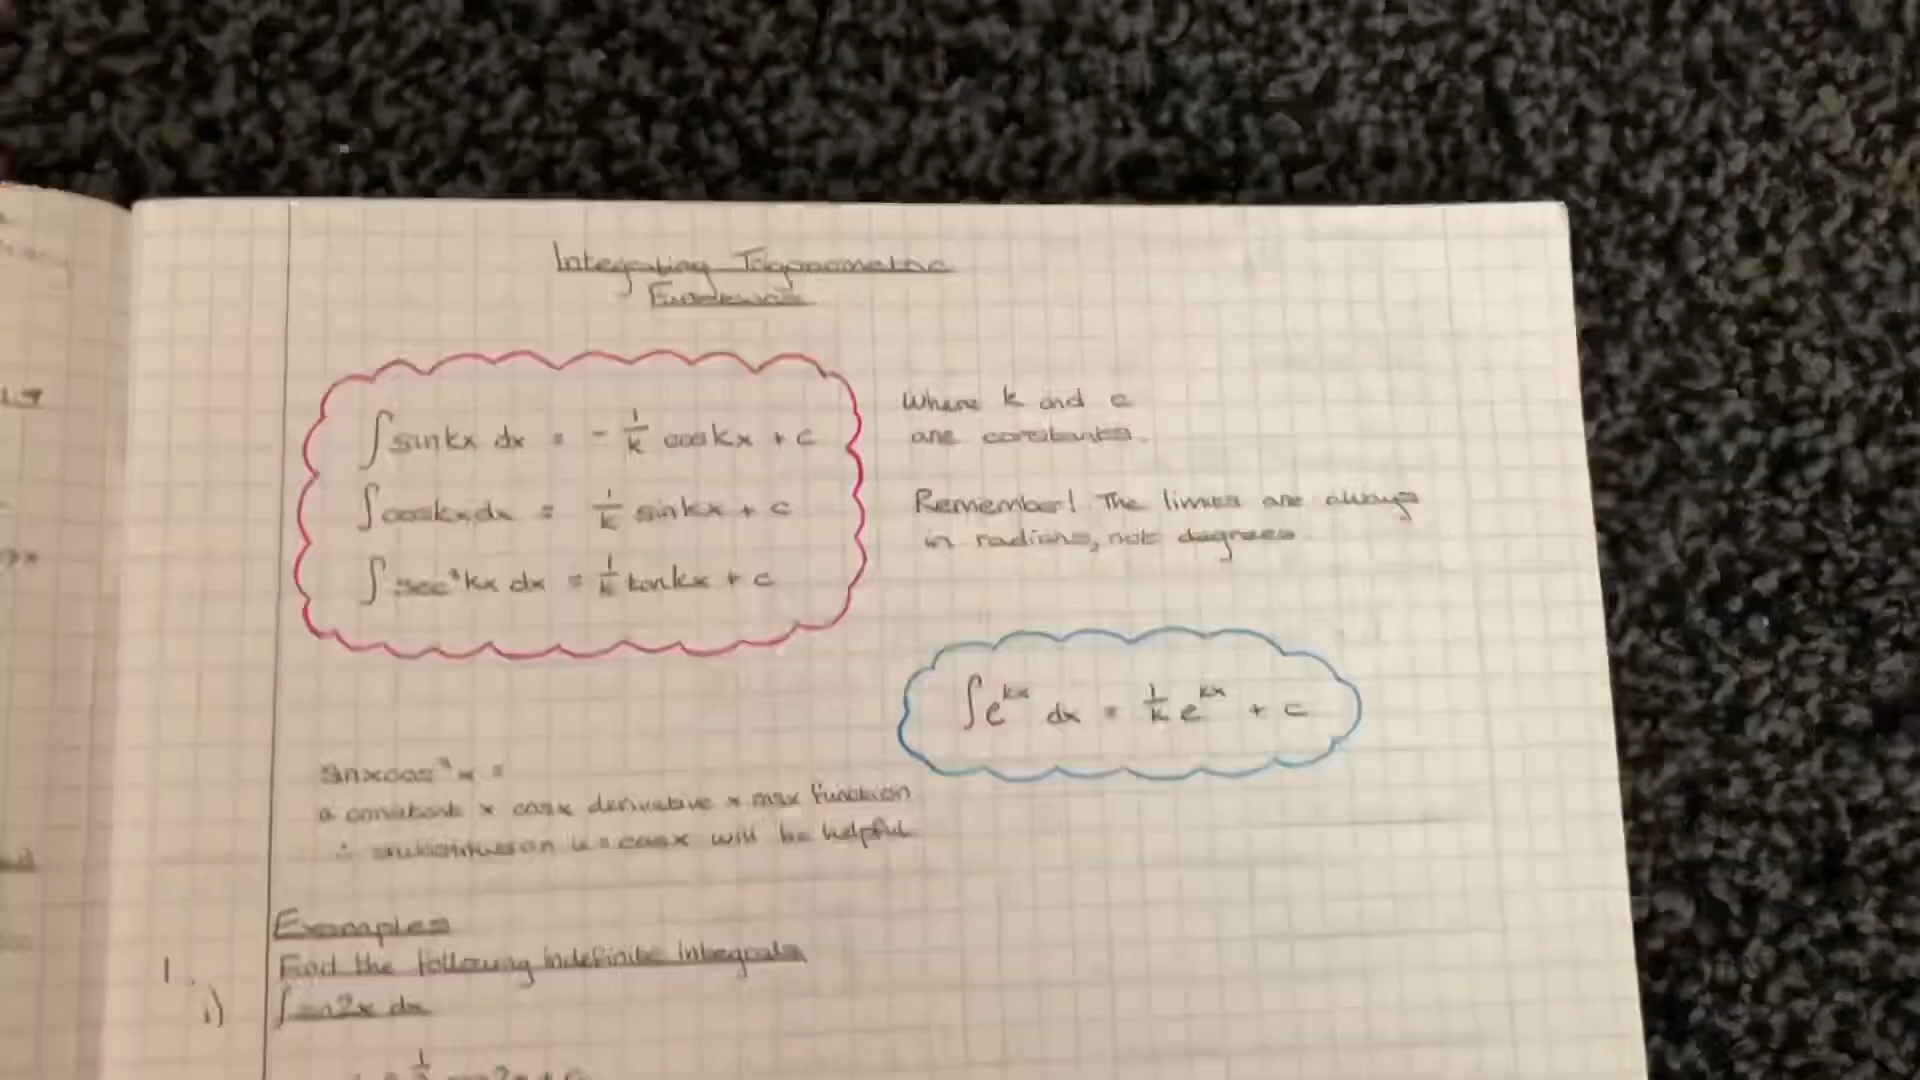 Integrating Trigonometric
Functions
∫ sinkx dx = - 1/k coskx + c
∫ coskx dx = 1/k sinkx + c
∫ sec²kx dx = 1/k tankx + c
Where k and c
are constants.
Remember! The limits are always
in radians, not degrees.
∫ e^kx dx = 1/k e^kx + c
sinxcos²x =
a constant x cosx derivative x function
∴ substitution u = cosx will be helpful
Examples
1.
Find the following indefinite integrals
i)
∫ sin2x dx